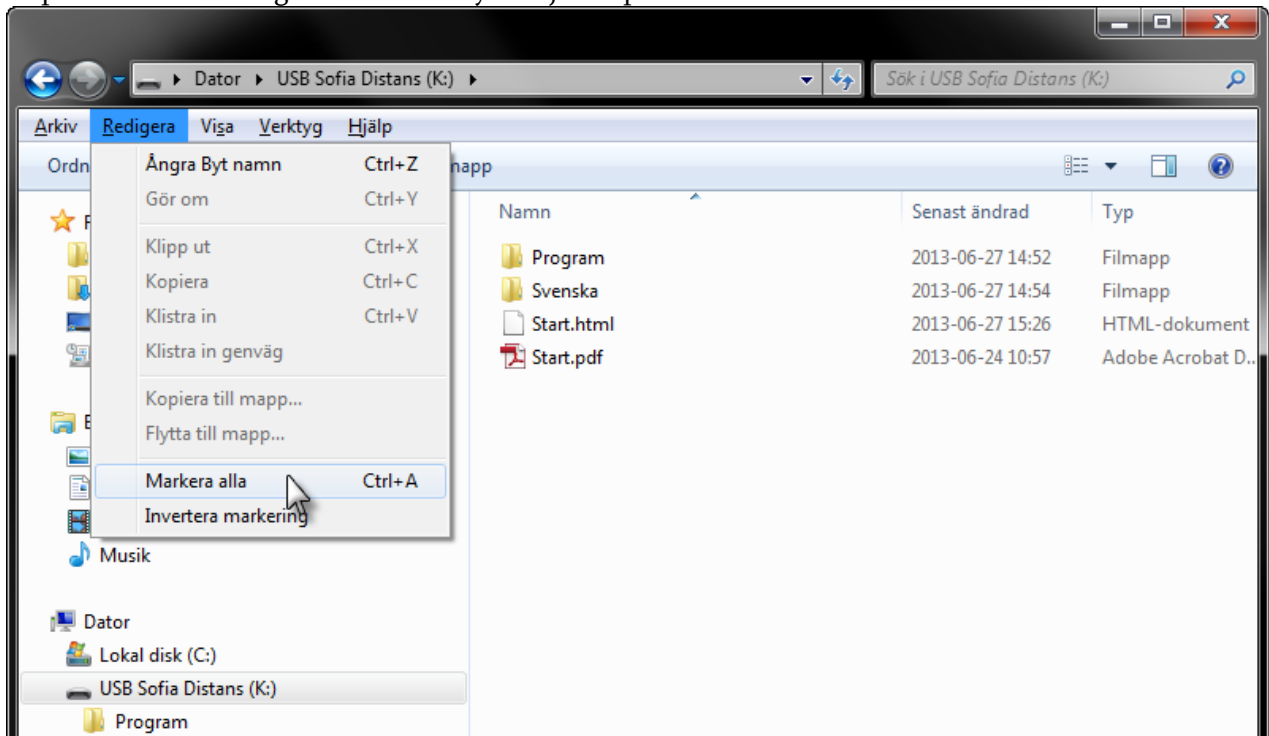 Dator ▸ USB Sofia Distans (K:) ▸
Sök i USB Sofia Distans (K:)
Arkiv Redigera Visa Verktyg Hjälp
Ordn
mapp
Ångra Byt namn Ctrl+Z
Gör om Ctrl+Y
Klipp ut Ctrl+X
Kopiera Ctrl+C
Klistra in Ctrl+V
Klistra in genväg
Kopiera till mapp...
Flytta till mapp...
Markera alla Ctrl+A
Invertera markering
Musik
Dator
Lokal disk (C:)
USB Sofia Distans (K:)
Program
Namn Senast ändrad Typ
Program 2013-06-27 14:52 Filmapp
Svenska 2013-06-27 14:54 Filmapp
Start.html 2013-06-27 15:26 HTML-dokument
Start.pdf 2013-06-24 10:57 Adobe Acrobat D...